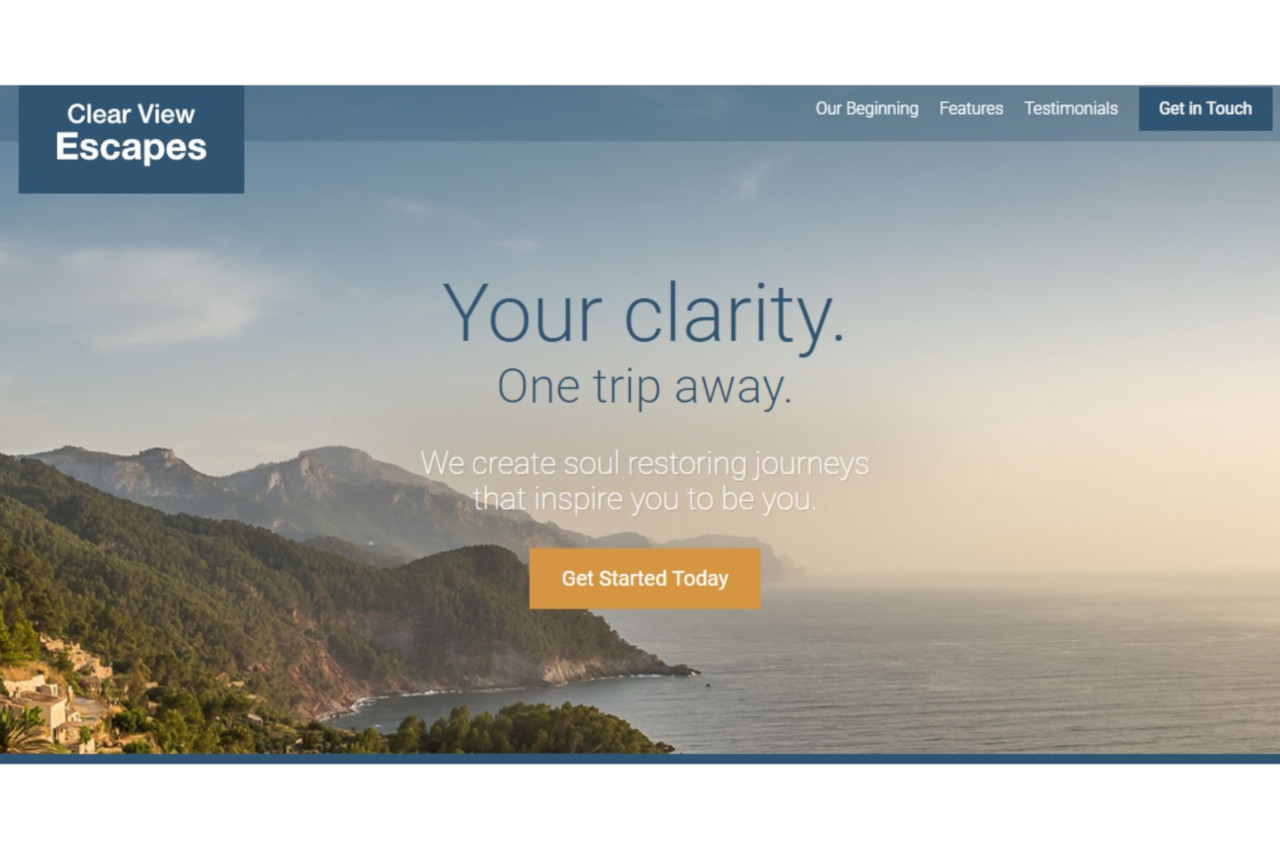 Clear View
Escapes
Our Beginning Features Testimonials Get in Touch
Your clarity.
One trip away.
We create soul restoring journeys
that inspire you to be you.
Get Started Today